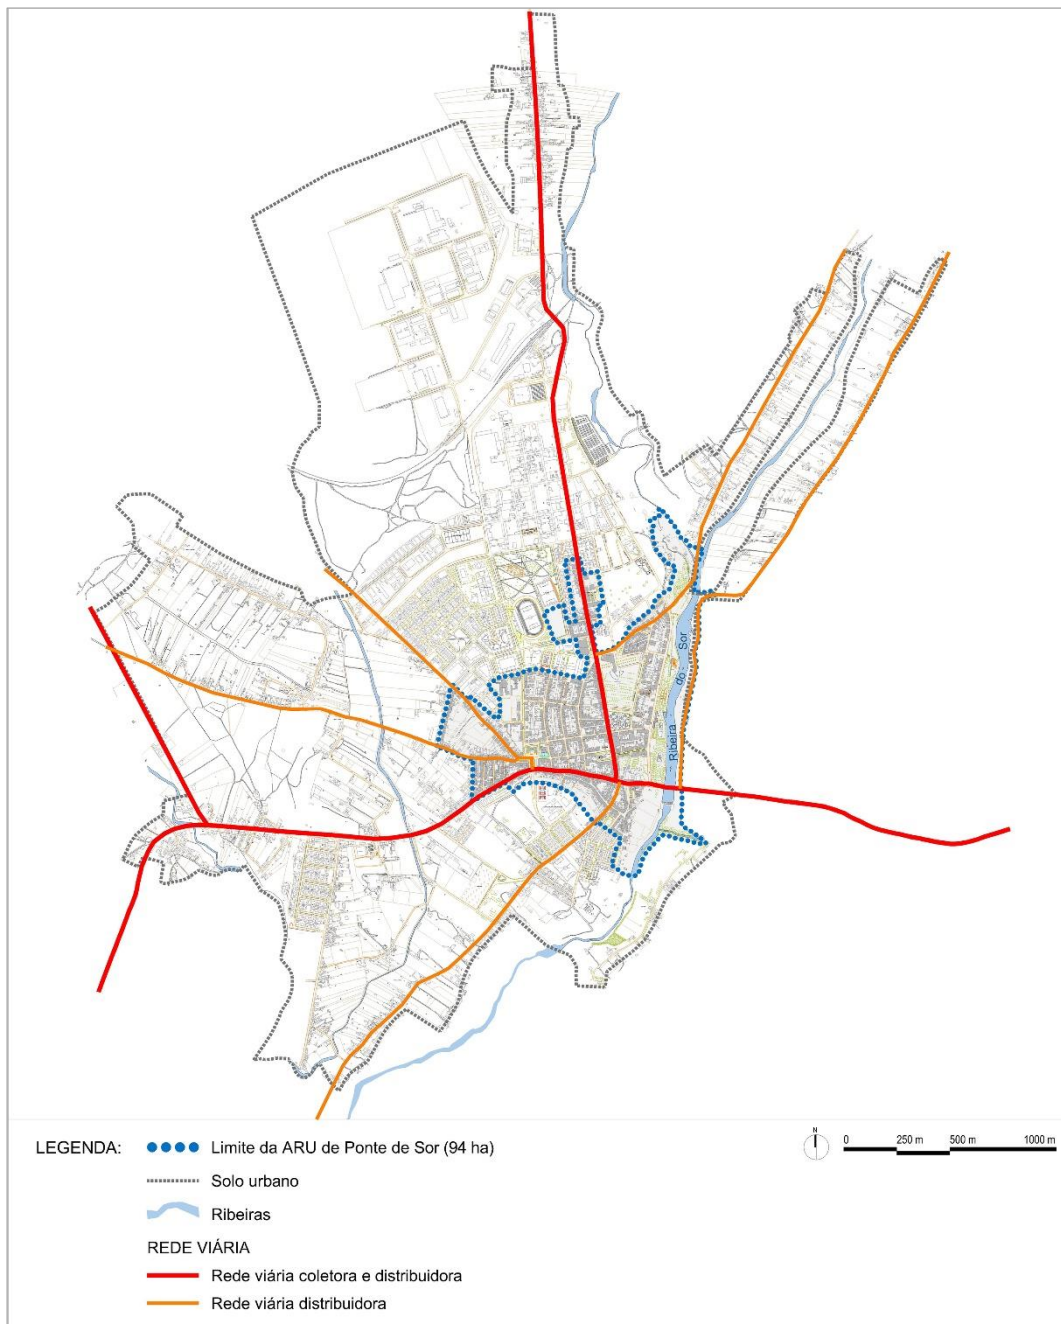 Ribeira do Sor
LEGENDA:
Limite da ARU de Ponte de Sor (94 ha)
Solo urbano
Ribeiras
REDE VIÁRIA
Rede viária coletora e distribuidora
Rede viária distribuidora
N
0 250 m 500 m 1000 m